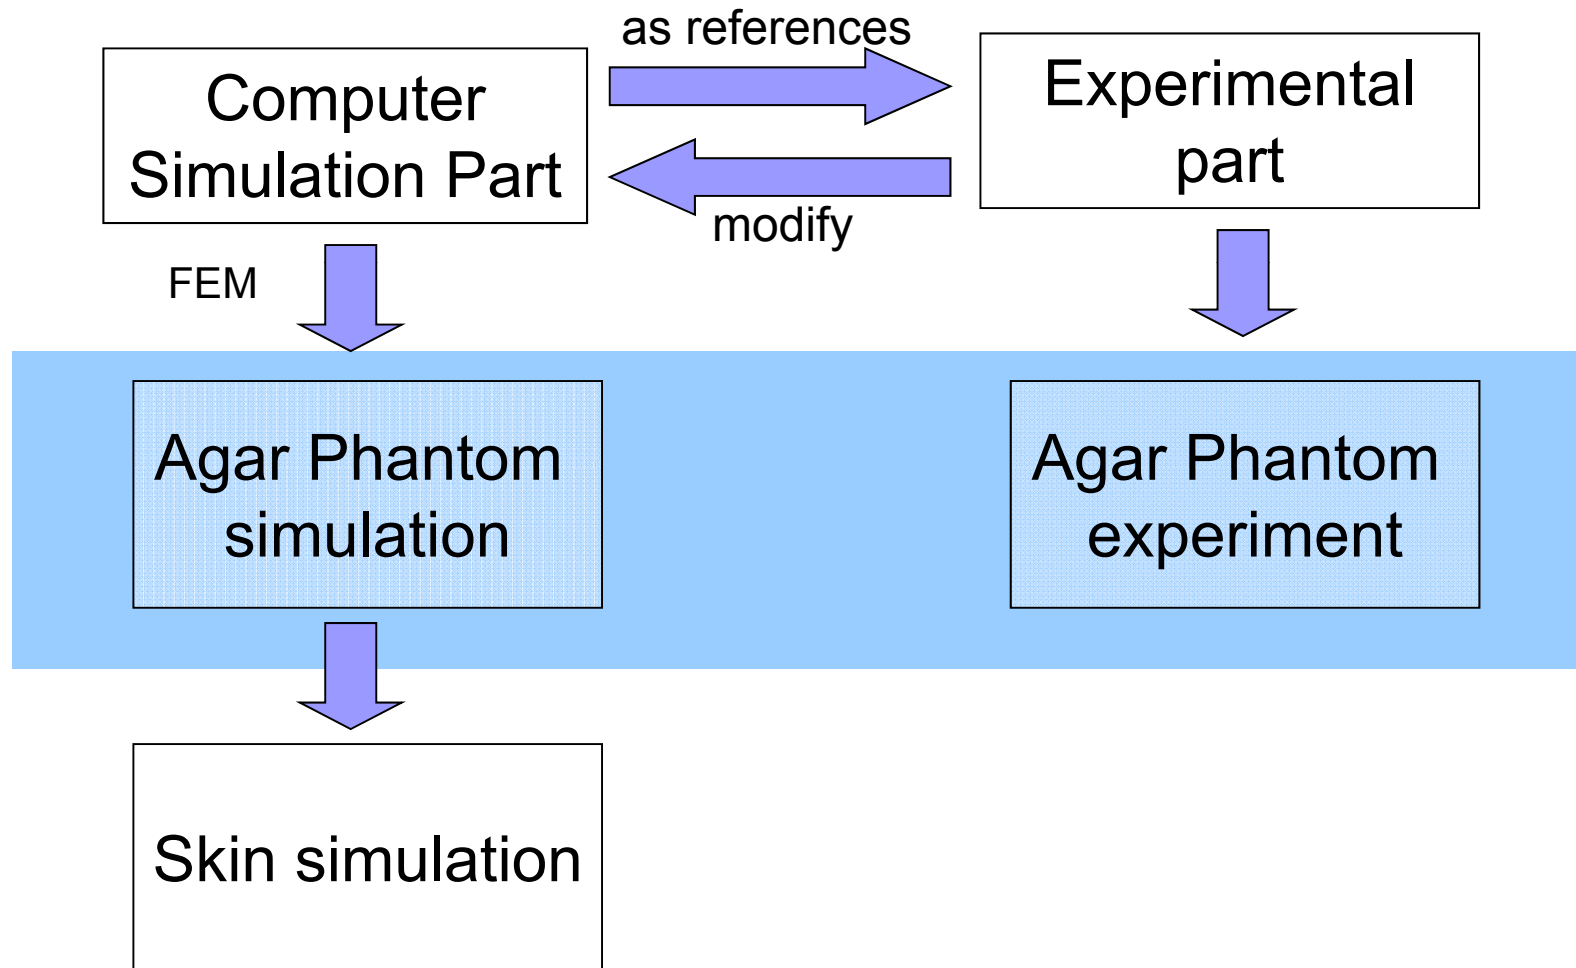 as references
Computer
Simulation Part
Experimental
part
modify
FEM
Agar Phantom
simulation
Agar Phantom
experiment
Skin simulation